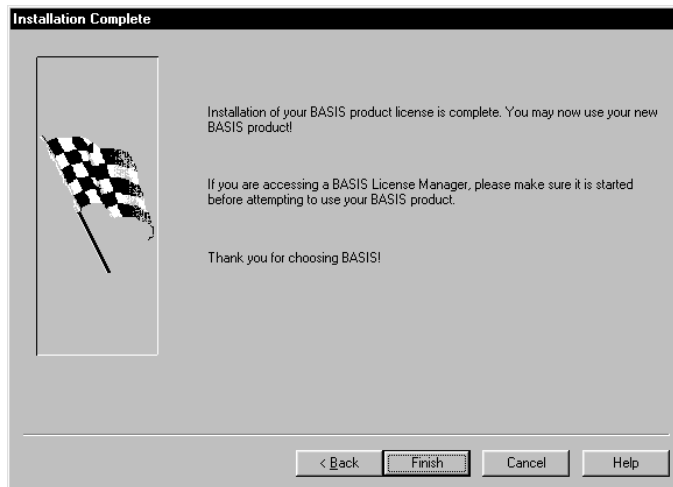 Installation Complete
Installation of your BASIS product license is complete. You may now use your new
BASIS product!
If you are accessing a BASIS License Manager, please make sure it is started
before attempting to use your BASIS product.
Thank you for choosing BASIS!
< Back
Finish
Cancel
Help